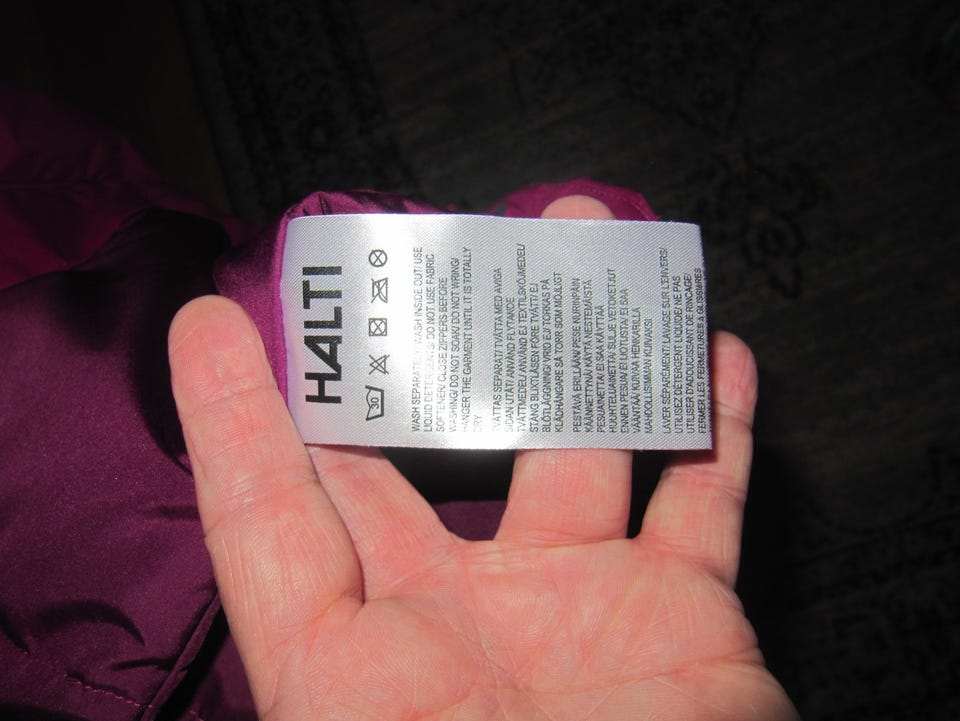 HALTI
30
WASH SEPARATELY/ WASH INSIDE OUT/ USE
LIQUID DETERGENTS/ DO NOT USE FABRIC
SOFTENER/ CLOSE ZIPPERS BEFORE
WASHING/ DO NOT SOAK/ DO NOT WRING/
HANGER THE GARMENT UNTIL IT IS TOTALLY
DRY
TVÄTTAS SEPARAT/ TVÄTTA MED AVIGA
SIDAN UTÅT/ ANVÄND FLYTANDE
TVÄTTMEDEL/ ANVÄND EJ TEXTILSKÖJMEDEL/
STÄNG BLIXTLÅSEN FÖRE TVÄTT/ EJ
BLÖTLÄGGNING/ VRID EJ/ TORKAS PÅ
KLÄDHÄNGARE SÅ TORR SOM MÖJLIGT
PESTÄVÄ ERILLÄÄN/ PESE NURINPÄIN
KÄÄNNETTYNÄ/ KÄYTÄ NESTEMÄISTÄ
PESUAINETTA/ EI SAA KÄYTTÄÄ
HUUHTELUAINETTA/ SULJE VETOKETJUT
ENNEN PESUA/ EI LIOTUSTA/ EI SAA
VÄÄNTÄÄ/ KUIVAA HENKARILLA
MAHDOLLISIMMAN KUIVAKSI
LAVER SÉPARÉMENT/ LAVAGE SUR L'ENVERS/
UTILISEZ DÉTERGENT LIQUIDE/ NE PAS
UTILISER D'ADOUCISSANT DE RINCAGE/
FERMER LES FERMETURES À GLISSIÈRES